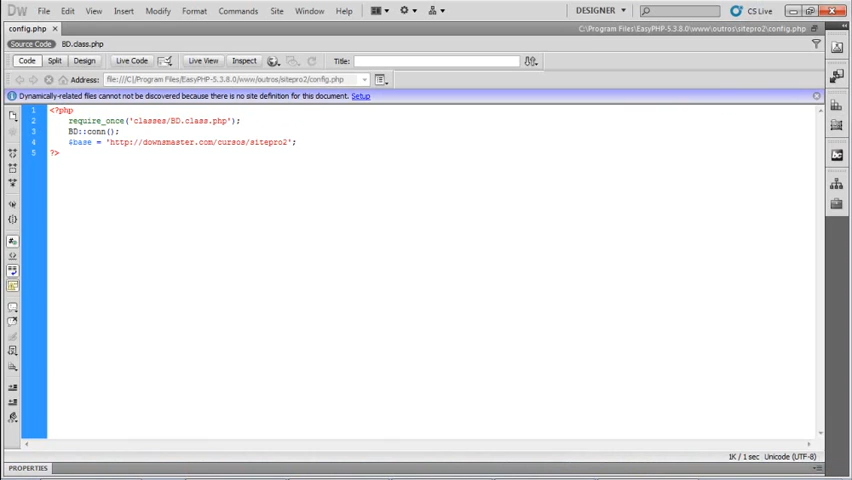 Dw File Edit View Insert Modify Format Commands Site Window Help DESIGNER CS Live
config.php C:\Program Files\EasyPHP-5.3.8.0\www\outros\sitepro2\config.php
Source Code BD.class.php
Code Split Design Live Code Live View Inspect Title:
Address: file:///C|/Program Files/EasyPHP-5.3.8.0/www/outros/sitepro2/config.php
Dynamically-related files cannot be discovered because there is no site definition for this document. Setup
1 <?php
2 require_once('classes/BD.class.php');
3 BD::conn();
4 $base = 'http://downsmaster.com/cursos/sitepro2';
5 ?>
1K / 1 sec Unicode (UTF-8)
PROPERTIES